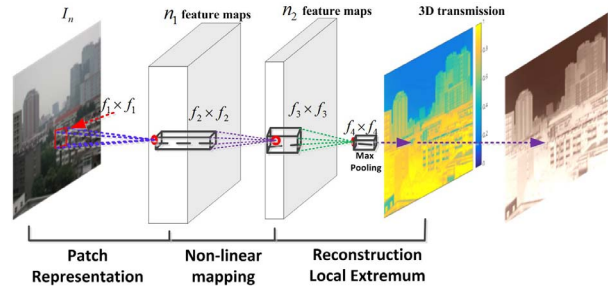 I_n
n_1 feature maps
n_2 feature maps
3D transmission
f_1 × f_1
f_2 × f_2
f_3 × f_3
f_4 × f_4
Max
Pooling
Patch
Representation
Non-linear
mapping
Reconstruction
Local Extremum